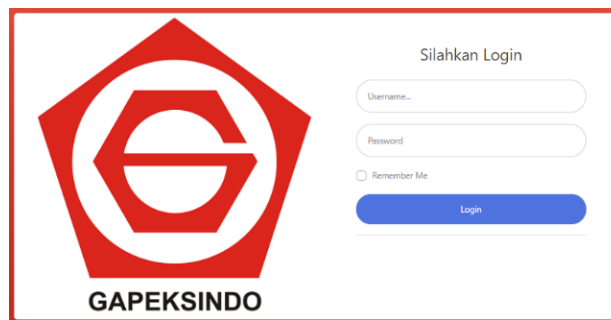 GAPEKSINDO
Silahkan Login
Username...
Password
Remember Me
Login